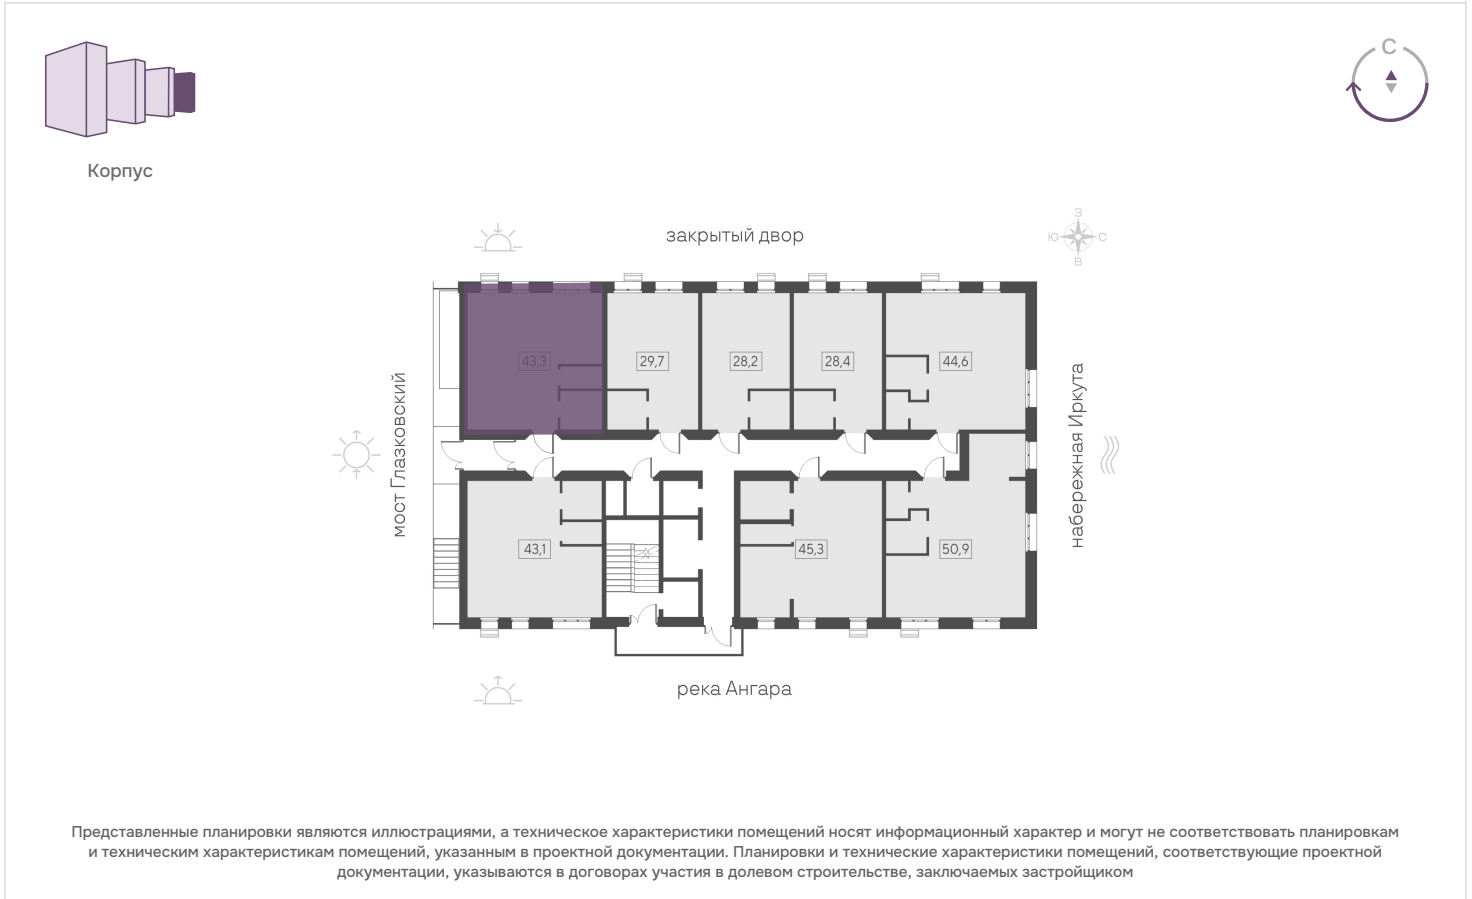 С
Корпус
З
Ю
С
В
закрытый двор
43,3
29,7
28,2
28,4
44,6
мост Глазковский
набережная Иркута
43,1
45,3
50,9
река Ангара
Представленные планировки являются иллюстрациями, а техническое характеристики помещений носят информационный характер и могут не соответствовать планировкам
и техническим характеристикам помещений, указанным в проектной документации. Планировки и технические характеристики помещений, соответствующие проектной
документации, указываются в договорах участия в долевом строительстве, заключаемых застройщиком